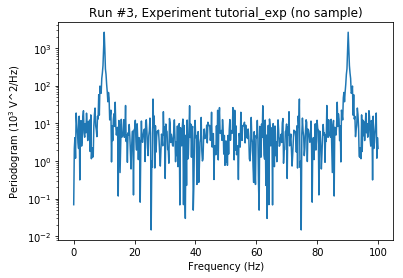 Run #3, Experiment tutorial_exp (no sample)
Periodogram (10³ V^2/Hz)
10³
10²
10¹
10⁰
10⁻¹
10⁻²
0 20 40 60 80 100
Frequency (Hz)